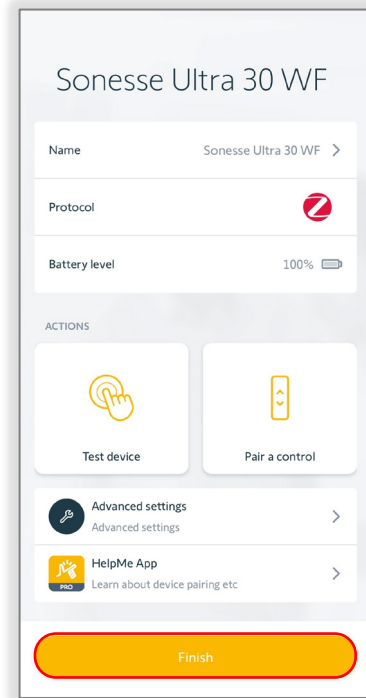 Sonesse Ultra 30 WF
Name Sonesse Ultra 30 WF
Protocol
Battery level 100%
ACTIONS
Test device Pair a control
Advanced settings
Advanced settings
HelpMe App
PRO Learn about device pairing etc
Finish